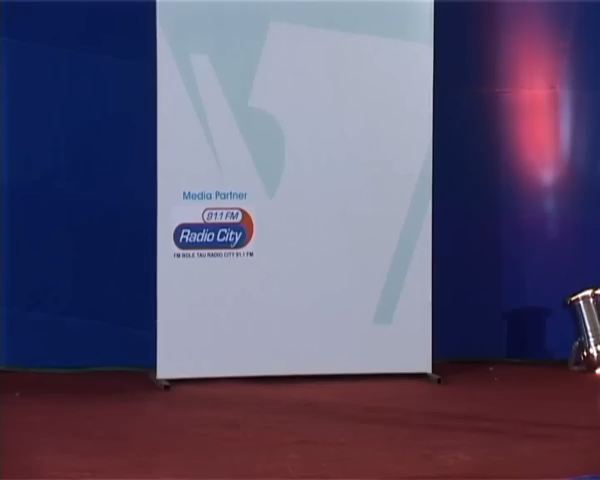 Media Partner
91.1 FM
Radio City
FM BOLE TAU RADIO CITY 91.1 FM